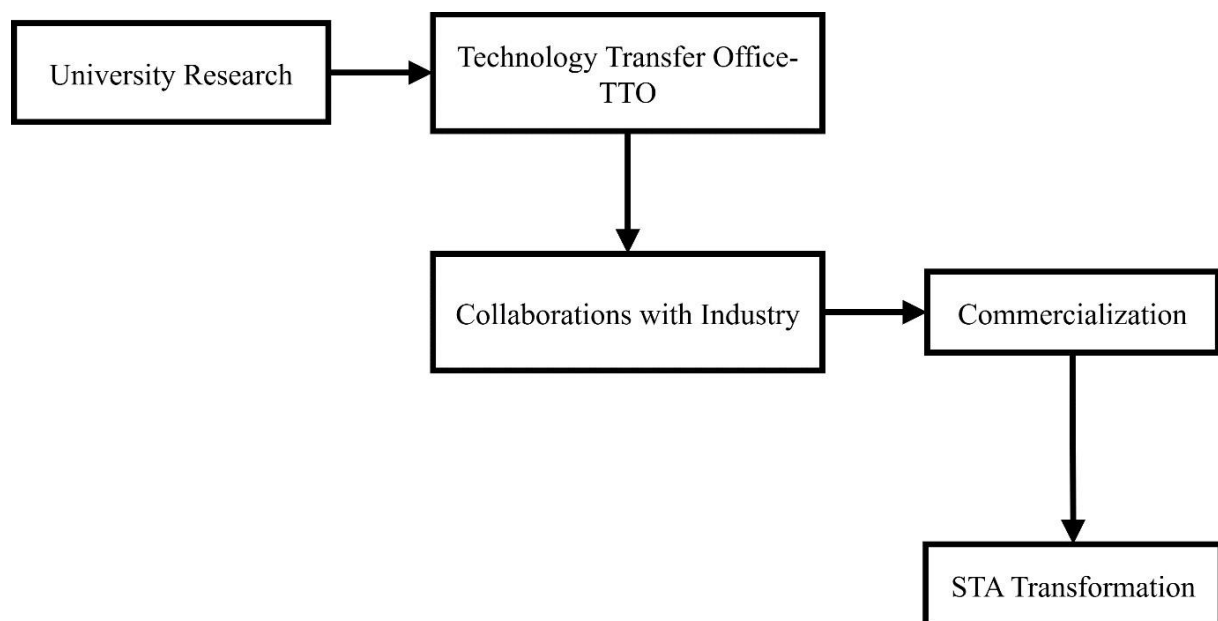 University Research
Technology Transfer Office-
TTO
Collaborations with Industry
Commercialization
STA Transformation